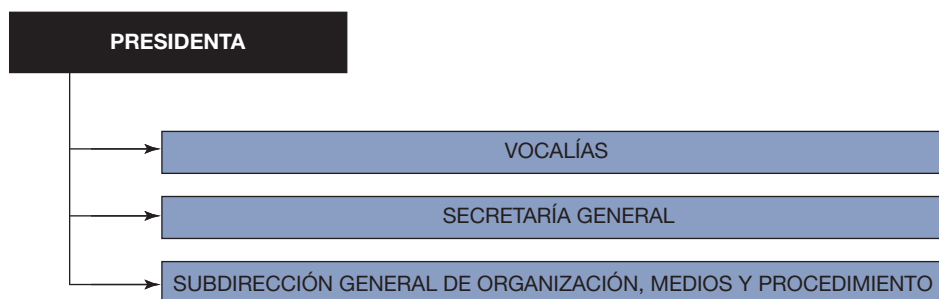 PRESIDENTA
VOCALÍAS
SECRETARÍA GENERAL
SUBDIRECCIÓN GENERAL DE ORGANIZACIÓN, MEDIOS Y PROCEDIMIENTO